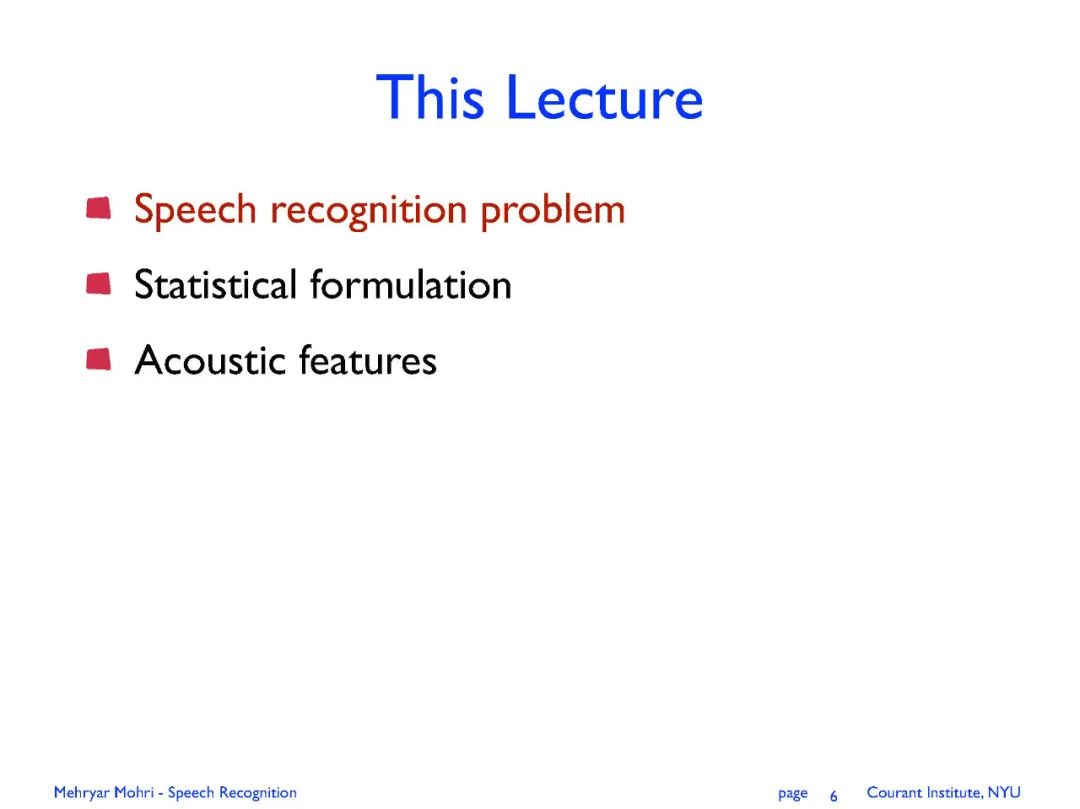 This Lecture
Speech recognition problem
Statistical formulation
Acoustic features
Mehryar Mohri - Speech Recognition page 6 Courant Institute, NYU